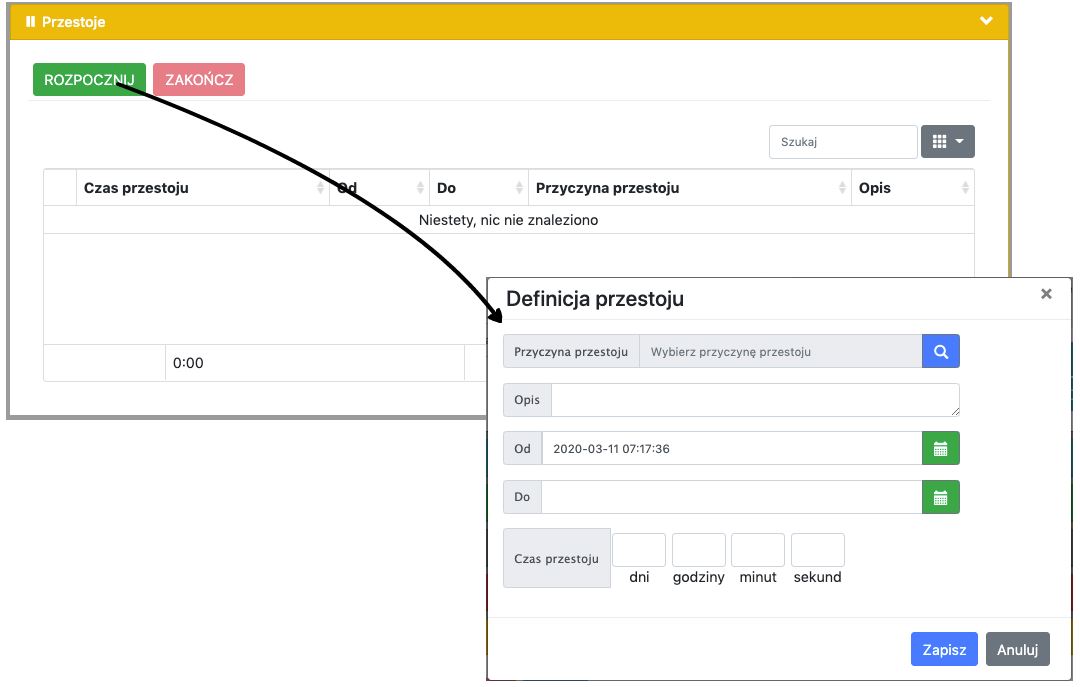 Przestoje
ROZPOCZNIJ ZAKOŃCZ
Szukaj
Czas przestoju Od Do Przyczyna przestoju Opis
Niestety, nic nie znaleziono
0:00
Definicja przestoju ×
Przyczyna przestoju Wybierz przyczynę przestoju
Opis
Od 2020-03-11 07:17:36
Do
Czas przestoju
dni godziny minut sekund
Zapisz Anuluj